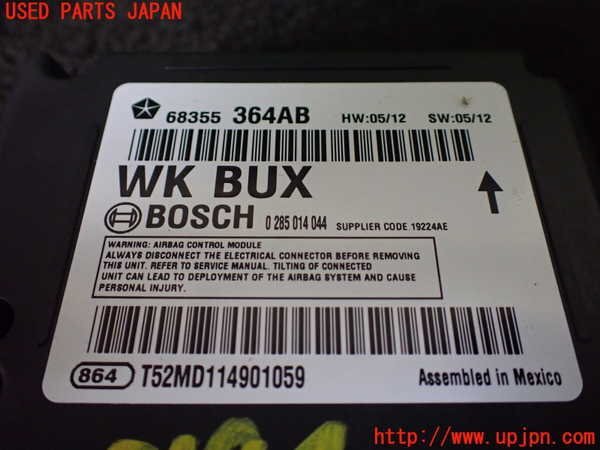 USED PARTS JAPAN
68355 364AB HW:05/12 SW:05/12
WK BUX
BOSCH 0 285 014 044 SUPPLIER CODE 19224AE
WARNING: AIRBAG CONTROL MODULE
ALWAYS DISCONNECT THE ELECTRICAL CONNECTOR BEFORE REMOVING
THIS UNIT. REFER TO SERVICE MANUAL. TILTING OF CONNECTED
UNIT CAN LEAD TO DEPLOYMENT OF THE AIRBAG SYSTEM AND CAUSE
PERSONAL INJURY.
864 T52MD114901059 Assembled in Mexico
http://www.upjpn.com/